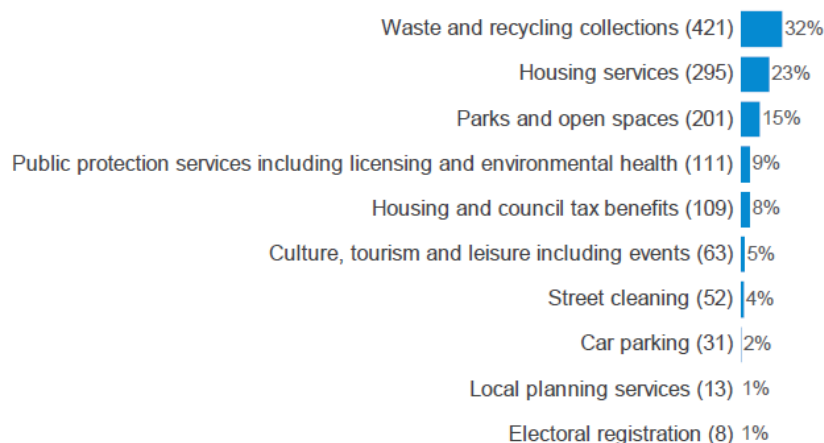 Waste and recycling collections (421) 32%
Housing services (295) 23%
Parks and open spaces (201) 15%
Public protection services including licensing and environmental health (111) 9%
Housing and council tax benefits (109) 8%
Culture, tourism and leisure including events (63) 5%
Street cleaning (52) 4%
Car parking (31) 2%
Local planning services (13) 1%
Electoral registration (8) 1%